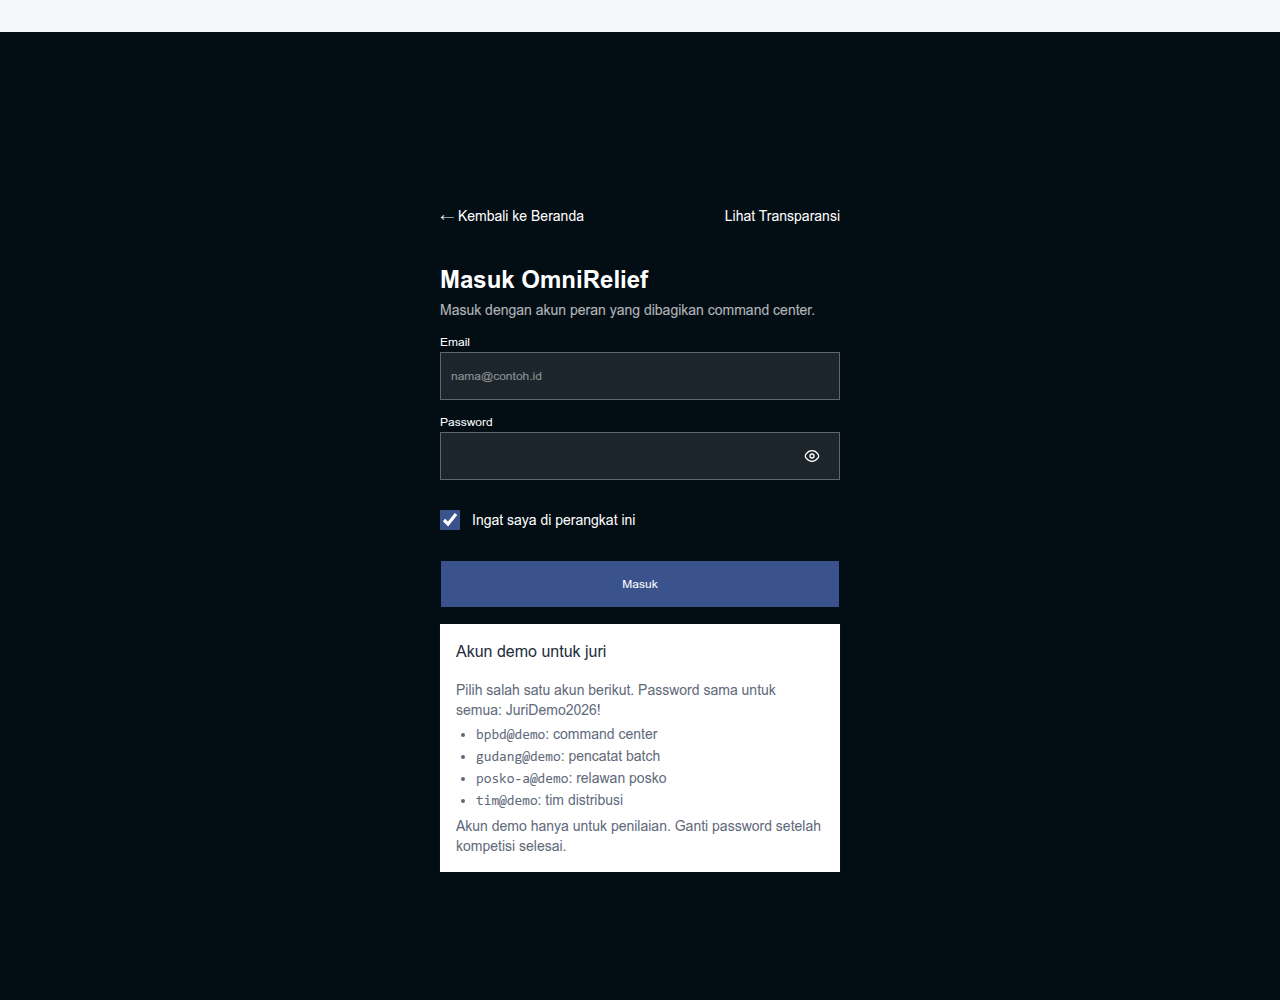 ← Kembali ke Beranda
Lihat Transparansi
Masuk OmniRelief
Masuk dengan akun peran yang dibagikan command center.
Email
nama@contoh.id
Password
Ingat saya di perangkat ini
Masuk
Akun demo untuk juri
Pilih salah satu akun berikut. Password sama untuk
semua: JuriDemo2026!
• bpbd@demo: command center
• gudang@demo: pencatat batch
• posko-a@demo: relawan posko
• tim@demo: tim distribusi
Akun demo hanya untuk penilaian. Ganti password setelah
kompetisi selesai.